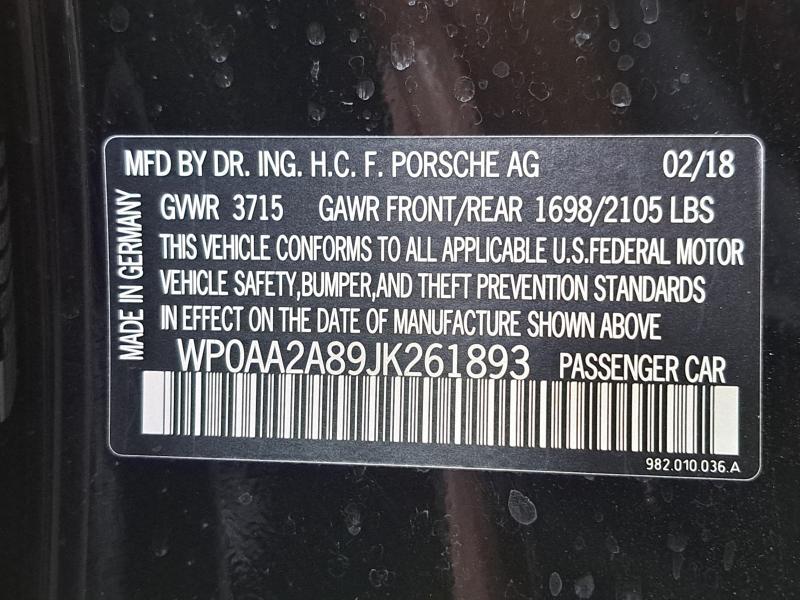 MFD BY DR. ING. H.C. F. PORSCHE AG 02/18
GVWR 3715 GAWR FRONT/REAR 1698/2105 LBS
THIS VEHICLE CONFORMS TO ALL APPLICABLE U.S.FEDERAL MOTOR
VEHICLE SAFETY,BUMPER,AND THEFT PREVENTION STANDARDS
IN EFFECT ON THE DATE OF MANUFACTURE SHOWN ABOVE
MADE IN GERMANY
WP0AA2A89JK261893 PASSENGER CAR
982.010.036.A